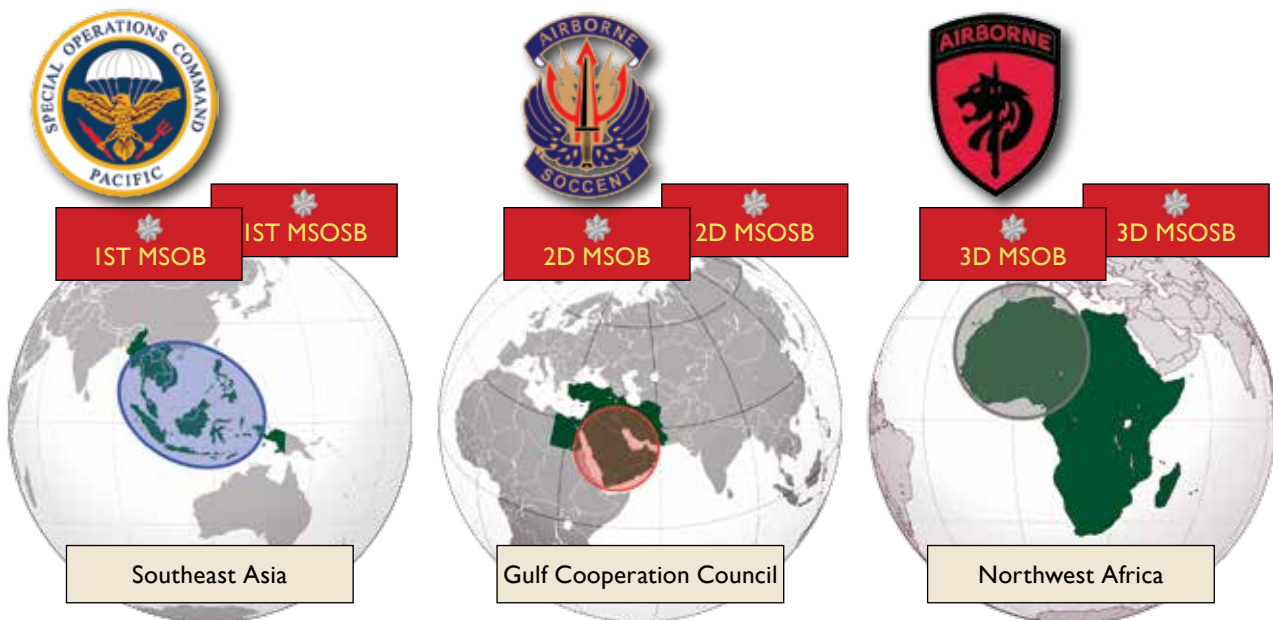 SPECIAL OPERATIONS COMMAND
PACIFIC
AIRBORNE
SOCCENT
AIRBORNE
1ST MSOSB
1ST MSOB
2D MSOSB
2D MSOB
3D MSOSB
3D MSOB
Southeast Asia
Gulf Cooperation Council
Northwest Africa